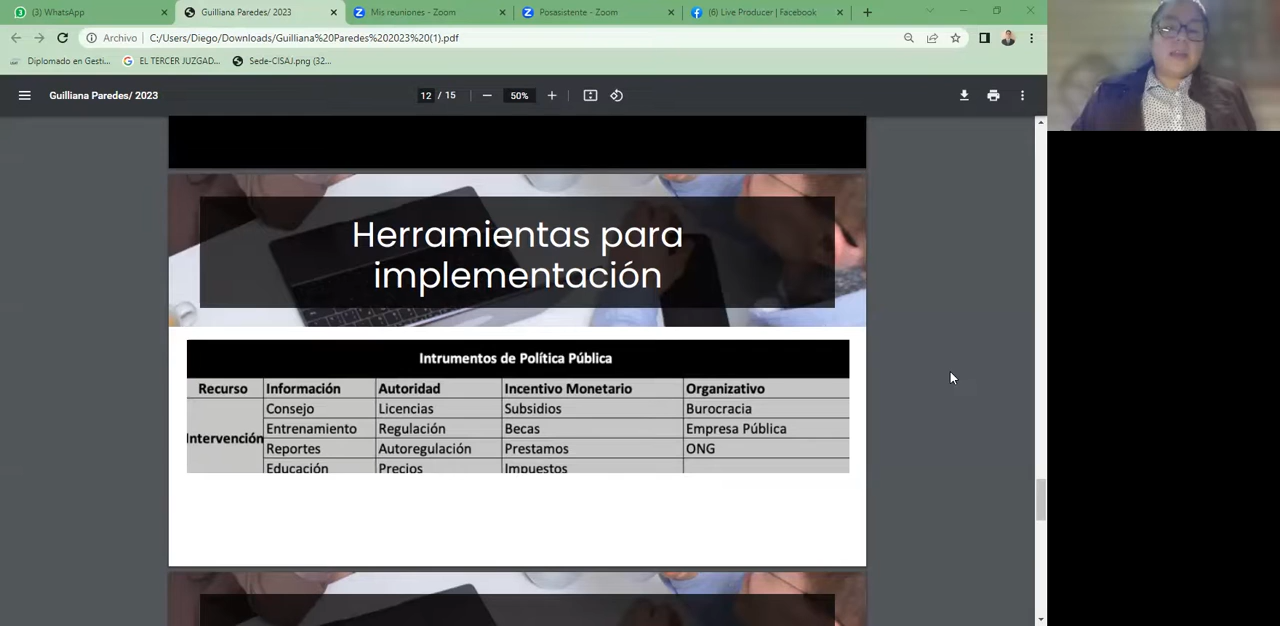 (3) WhatsApp
Guilliana Paredes/ 2023
Mis reuniones - Zoom
Posasistente - Zoom
(6) Live Producer | Facebook
Archivo
C:/Users/Diego/Downloads/Guilliana%20Paredes%202023%20(1).pdf
Diplomado en Gesti...
EL TERCER JUZGAD...
Sede-CISAJ.png (32...
Guilliana Paredes/ 2023
12 / 15
50%
Herramientas para
implementación
Intrumentos de Política Pública
Recurso Información Autoridad Incentivo Monetario Organizativo
Intervención
Consejo Licencias Subsidios Burocracia
Entrenamiento Regulación Becas Empresa Pública
Reportes Autoregulación Prestamos ONG
Educación Precios Impuestos